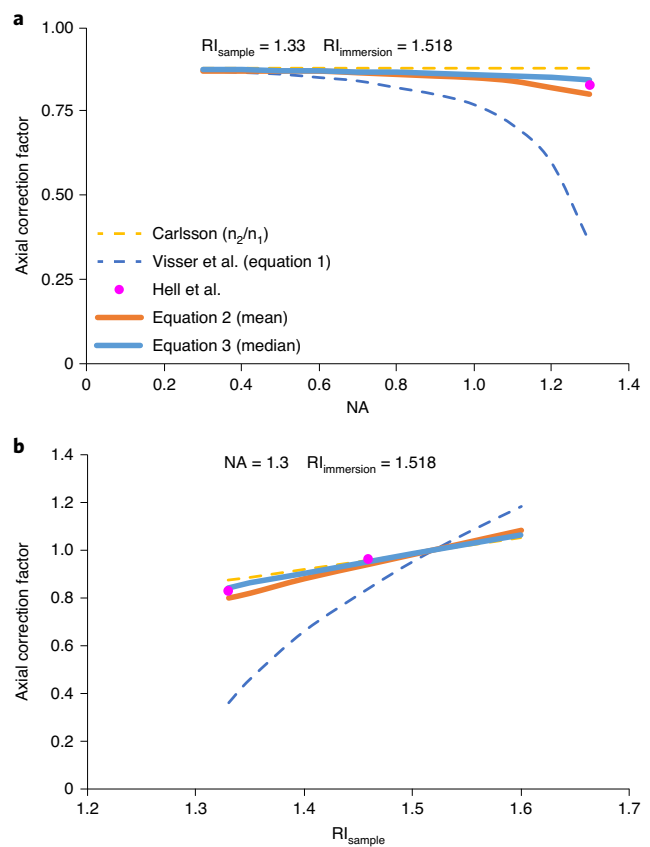 a
RI_sample = 1.33 RI_immersion = 1.518
1.00
0.75
0.50
0.25
0
Axial correction factor
Carlsson (n₂/n₁)
Visser et al. (equation 1)
Hell et al.
Equation 2 (mean)
Equation 3 (median)
0 0.2 0.4 0.6 0.8 1.0 1.2 1.4
NA
b
NA = 1.3 RI_immersion = 1.518
1.4
1.2
1.0
0.8
0.6
0.4
0.2
0
Axial correction factor
1.2 1.3 1.4 1.5 1.6 1.7
RI_sample